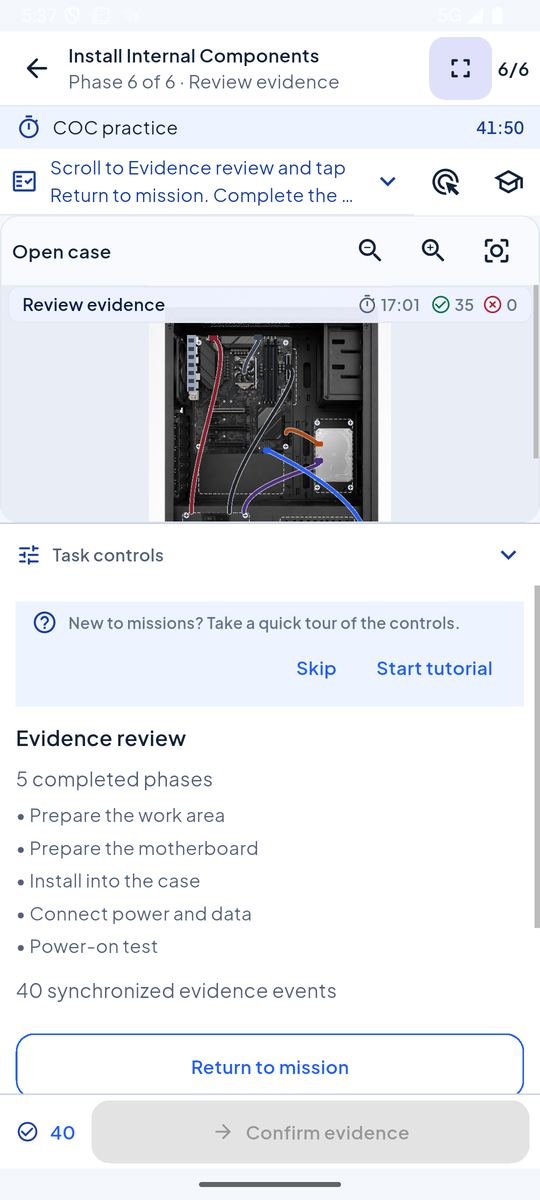 5:37
5G
Install Internal Components
Phase 6 of 6 · Review evidence
6/6
COC practice
41:50
Scroll to Evidence review and tap
Return to mission. Complete the ...
Open case
Review evidence
17:01
35
0
Task controls
New to missions? Take a quick tour of the controls.
Skip
Start tutorial
Evidence review
5 completed phases
• Prepare the work area
• Prepare the motherboard
• Install into the case
• Connect power and data
• Power-on test
40 synchronized evidence events
Return to mission
40
Confirm evidence